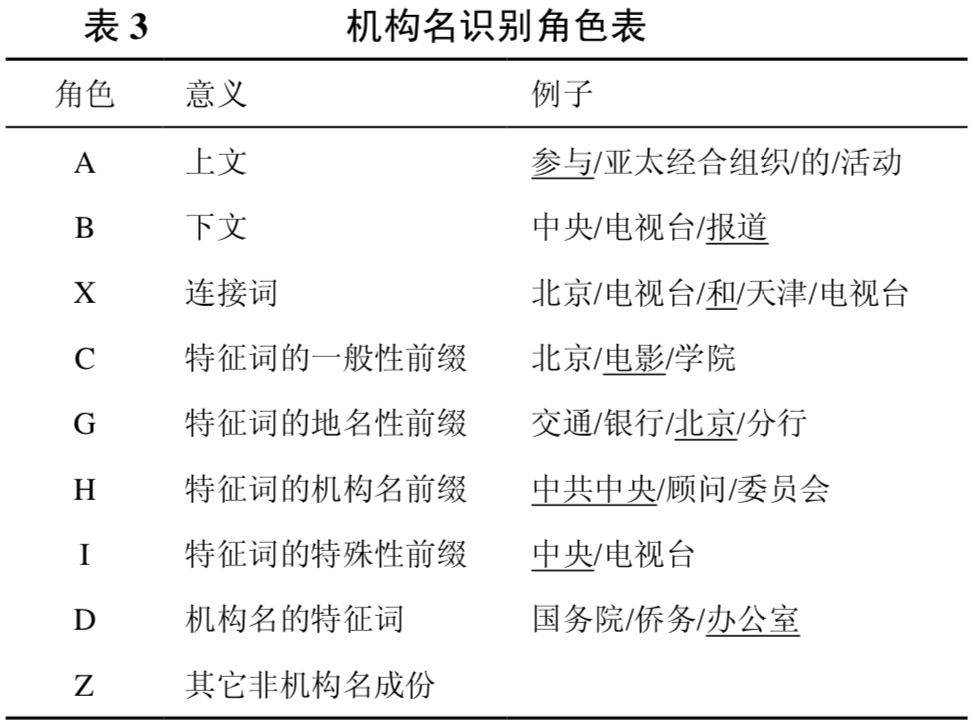 表 3 机构名识别角色表
角色 意义 例子
A 上文 参与/亚太经合组织/的/活动
B 下文 中央/电视台/报道
X 连接词 北京/电视台/和/天津/电视台
C 特征词的一般性前缀 北京/电影/学院
G 特征词的地名性前缀 交通/银行/北京/分行
H 特征词的机构名前缀 中共中央/顾问/委员会
I 特征词的特殊性前缀 中央/电视台
D 机构名的特征词 国务院/侨务/办公室
Z 其它非机构名成份